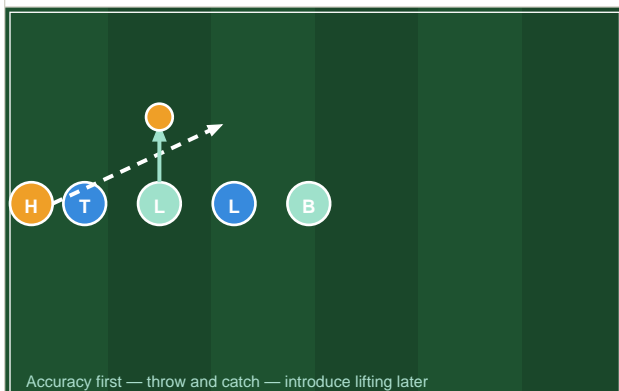 H T L L B
Accuracy first — throw and catch — introduce lifting later